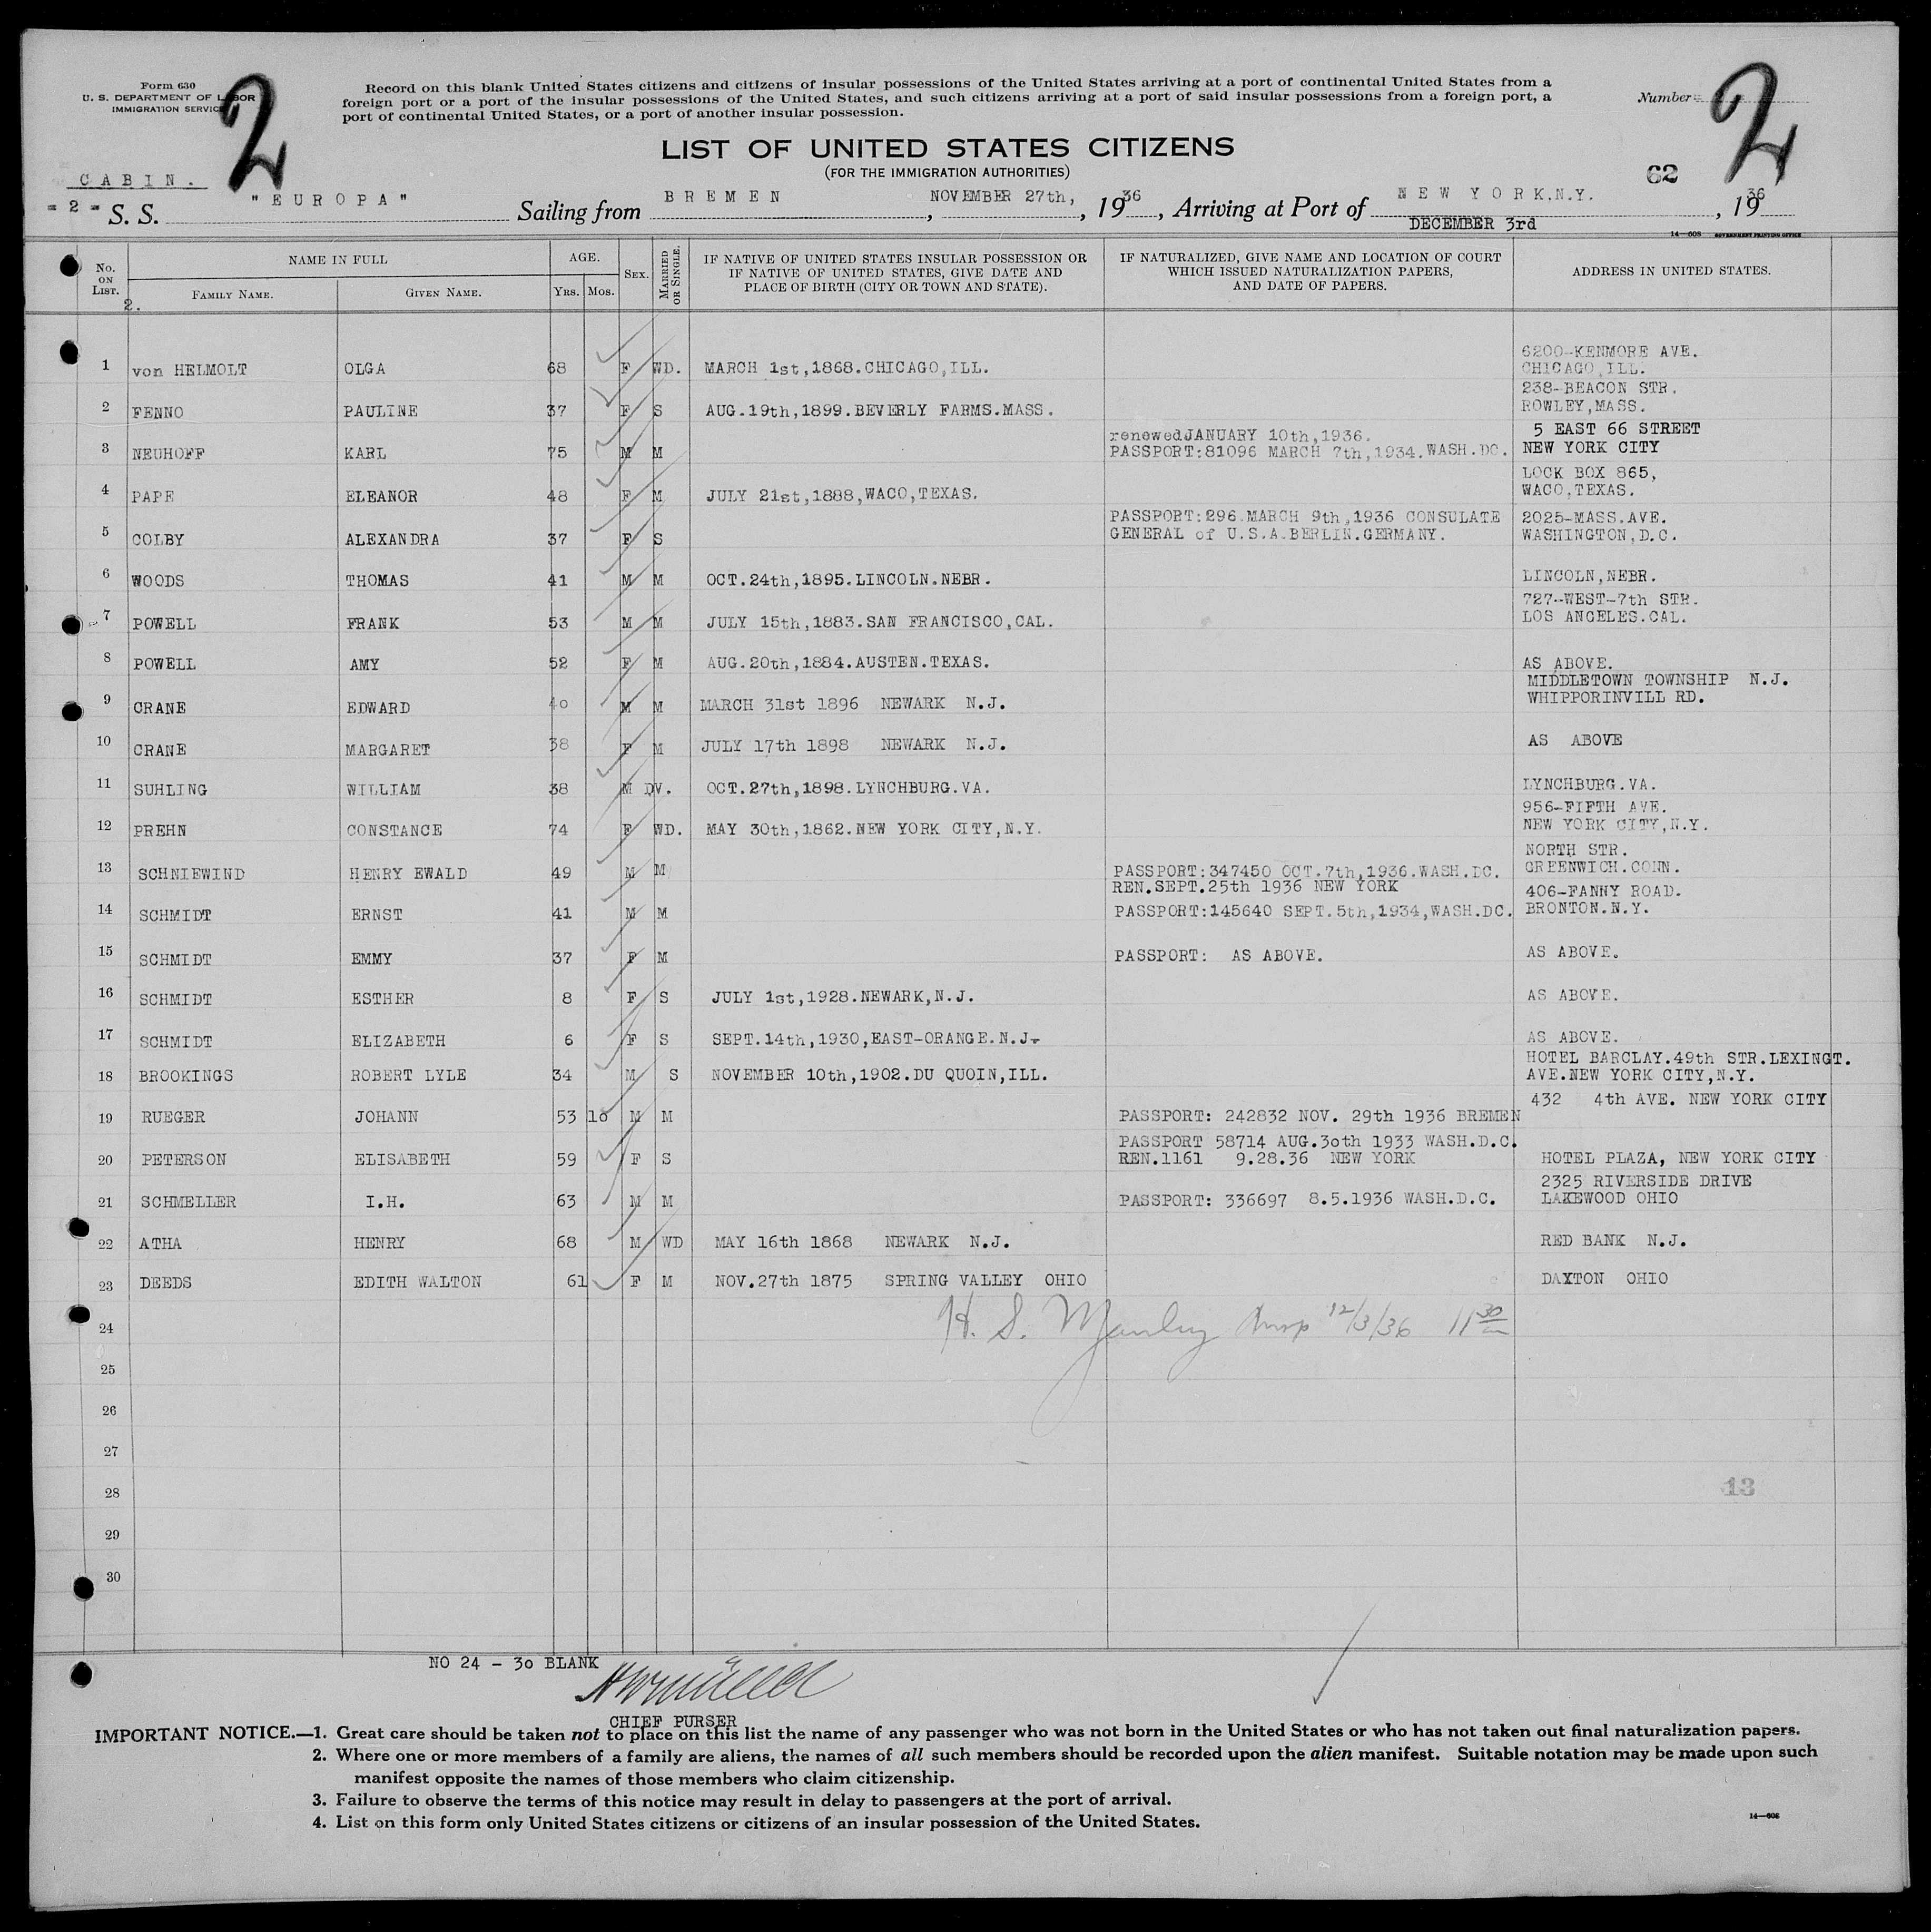 Form 630
U. S. DEPARTMENT OF LABOR
IMMIGRATION SERVICE
2
Record on this blank United States citizens and citizens of insular possessions of the United States arriving at a port of continental United States from a
foreign port or a port of the insular possessions of the United States, and such citizens arriving at a port of said insular possessions from a foreign port, a
port of continental United States, or a port of another insular possession.
Number
2
LIST OF UNITED STATES CITIZENS
(FOR THE IMMIGRATION AUTHORITIES)
62
CABIN.
= 2 = S. S. "EUROPA" Sailing from BREMEN, NOVEMBER 27th, 1936, Arriving at Port of NEW YORK,N.Y., 1936
DECEMBER 3rd
14—608 GOVERNMENT PRINTING OFFICE
No. ON LIST. NAME IN FULL AGE. SEX. MARRIED OR SINGLE. IF NATIVE OF UNITED STATES INSULAR POSSESSION OR IF NATIVE OF UNITED STATES, GIVE DATE AND PLACE OF BIRTH (CITY OR TOWN AND STATE). IF NATURALIZED, GIVE NAME AND LOCATION OF COURT WHICH ISSUED NATURALIZATION PAPERS, AND DATE OF PAPERS. ADDRESS IN UNITED STATES.
FAMILY NAME. GIVEN NAME. YRS. MOS.
2.
6200-KENMORE AVE.
1 von HELMOLT OLGA 68 F WD. MARCH 1st,1868.CHICAGO,ILL. CHICAGO,ILL.
238-BEACON STR.
2 FENNO PAULINE 37 F S AUG.19th,1899.BEVERLY FARMS.MASS. ROWLEY,MASS.
renewedJANUARY 10th,1936. 5 EAST 66 STREET
3 NEUHOFF KARL 75 M M PASSPORT:81096 MARCH 7th,1934.WASH.DC. NEW YORK CITY
LOCK BOX 865,
4 PAPE ELEANOR 48 F M JULY 21st,1888,WACO,TEXAS. WACO,TEXAS.
PASSPORT:296.MARCH 9th,1936 CONSULATE 2025-MASS.AVE.
5 COLBY ALEXANDRA 37 F S GENERAL of U.S.A.BERLIN.GERMANY. WASHINGTON,D.C.
6 WOODS THOMAS 41 M M OCT.24th,1895.LINCOLN.NEBR. LINCOLN,NEBR.
727-WEST-7th STR.
7 POWELL FRANK 53 M M JULY 15th,1883.SAN FRANCISCO,CAL. LOS ANGELES.CAL.
8 POWELL AMY 52 F M AUG.20th,1884.AUSTEN.TEXAS. AS ABOVE.
MIDDLETOWN TOWNSHIP N.J.
9 CRANE EDWARD 40 M M MARCH 31st 1896 NEWARK N.J. WHIPPORINVILL RD.
10 CRANE MARGARET 38 F M JULY 17th 1898 NEWARK N.J. AS ABOVE
11 SUHLING WILLIAM 38 M DV. OCT.27th,1898.LYNCHBURG.VA. LYNCHBURG.VA.
956-FIFTH AVE.
12 PREHN CONSTANCE 74 F WD. MAY 30th,1862.NEW YORK CITY,N.Y. NEW YORK CITY,N.Y.
NORTH STR.
13 SCHNIEWIND HENRY EWALD 49 M M PASSPORT:347450 OCT.7th,1936.WASH.DC. GREENWICH.CONN.
REN.SEPT.25th 1936 NEW YORK 406-FANNY ROAD.
14 SCHMIDT ERNST 41 M M PASSPORT:145640 SEPT.5th,1934,WASH.DC. BRONTON.N.Y.
15 SCHMIDT EMMY 37 F M PASSPORT: AS ABOVE. AS ABOVE.
16 SCHMIDT ESTHER 8 F S JULY 1st,1928.NEWARK,N.J. AS ABOVE.
17 SCHMIDT ELIZABETH 6 F S SEPT.14th,1930,EAST-ORANGE.N.J. AS ABOVE.
HOTEL BARCLAY.49th STR.LEXINGT.
18 BROOKINGS ROBERT LYLE 34 M S NOVEMBER 10th,1902.DU QUOIN,ILL. AVE.NEW YORK CITY,N.Y.
432 4th AVE. NEW YORK CITY
19 RUEGER JOHANN 53 10 M M PASSPORT: 242832 NOV. 29th 1936 BREMEN
PASSPORT 58714 AUG.30th 1933 WASH.D.C.
20 PETERSON ELISABETH 59 F S REN.1161 9.28.36 NEW YORK HOTEL PLAZA, NEW YORK CITY
2325 RIVERSIDE DRIVE
21 SCHMELLER I.H. 63 M M PASSPORT: 336697 8.5.1936 WASH.D.C. LAKEWOOD OHIO
22 ATHA HENRY 68 M WD MAY 16th 1868 NEWARK N.J. RED BANK N.J.
23 DEEDS EDITH WALTON 61 F M NOV.27th 1875 SPRING VALLEY OHIO DAXTON OHIO
24 H. S. 12/3/36 11 30
25
26
27
28 13
29
30
NO 24 - 30 BLANK
CHIEF PURSER
IMPORTANT NOTICE.—1. Great care should be taken not to place on this list the name of any passenger who was not born in the United States or who has not taken out final naturalization papers.
2. Where one or more members of a family are aliens, the names of all such members should be recorded upon the alien manifest. Suitable notation may be made upon such
manifest opposite the names of those members who claim citizenship.
3. Failure to observe the terms of this notice may result in delay to passengers at the port of arrival.
4. List on this form only United States citizens or citizens of an insular possession of the United States.
14—608